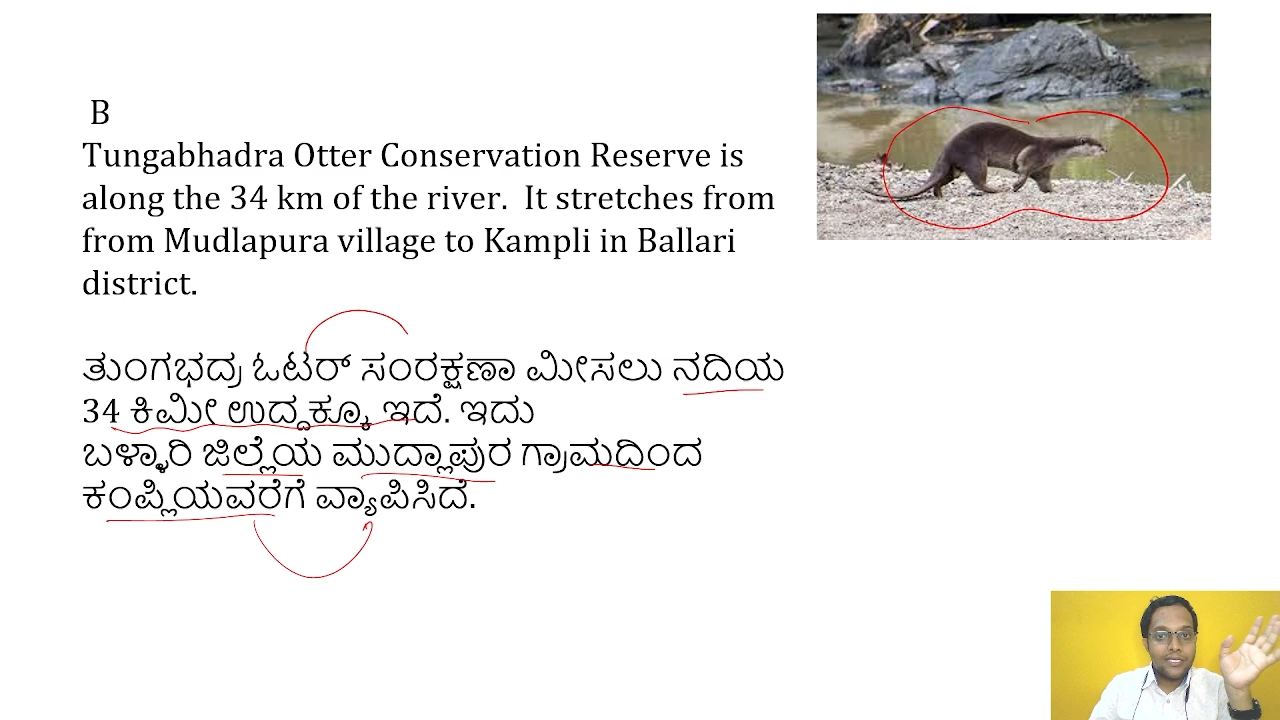 B
Tungabhadra Otter Conservation Reserve is
along the 34 km of the river.  It stretches from
from Mudlapura village to Kampli in Ballari
district.
ತುಂಗಭದ್ರ ಓಟರ್ ಸಂರಕ್ಷಣಾ ಮೀಸಲು ನದಿಯ
34 ಕಿಮೀ ಉದ್ದಕ್ಕೂ ಇದೆ. ಇದು
ಬಳ್ಳಾರಿ ಜಿಲ್ಲೆಯ ಮುದ್ಲಾಪುರ ಗ್ರಾಮದಿಂದ
ಕಂಪ್ಲಿಯವರೆಗೆ ವ್ಯಾಪಿಸಿದೆ.